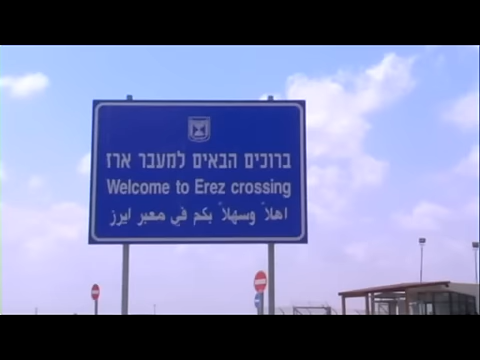 ברוכים הבאים למעבר ארז
Welcome to Erez crossing
اهلاً وسهلاً بكم في معبر ايرز